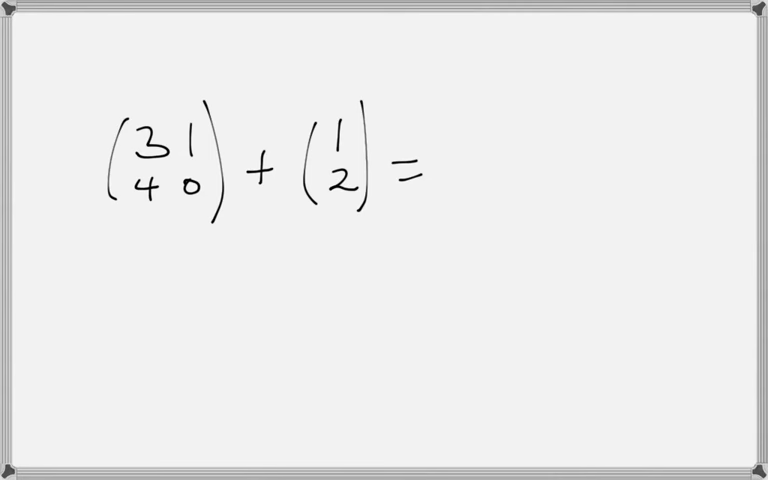 (3 1
4 0) + (1
2) =